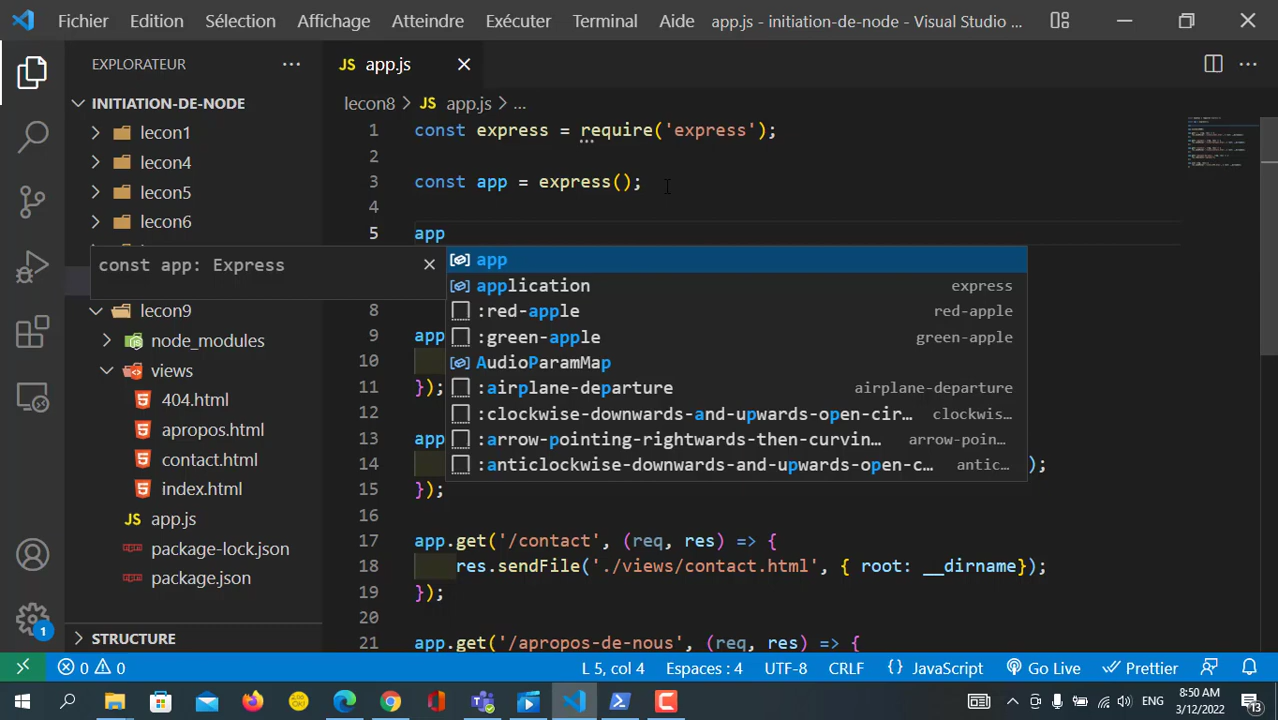 Fichier Edition Sélection Affichage Atteindre Exécuter Terminal Aide app.js - initiation-de-node - Visual Studio ...
EXPLORATEUR
INITIATION-DE-NODE
lecon1
lecon4
lecon5
lecon6
const app: Express
lecon9
node_modules
views
404.html
apropos.html
contact.html
index.html
JS app.js
package-lock.json
package.json
STRUCTURE
JS app.js
lecon8 > JS app.js > ...
1 const express = require('express');
2
3 const app = express();
4
5 app
app
application express
:red-apple red-apple
:green-apple green-apple
AudioParamMap
:airplane-departure airplane-departure
:clockwise-downwards-and-upwards-open-cir... clockwis...
:arrow-pointing-rightwards-then-curvin... arrow-poin...
:anticlockwise-downwards-and-upwards-open-c... antic...
8
9 app
10
11 });
12
13 app
14 );
15 });
16
17 app.get('/contact', (req, res) => {
18 res.sendFile('./views/contact.html', { root: __dirname});
19 });
20
21 app.get('/apropos-de-nous', (req, res) => {
0 0 L 5, col 4 Espaces : 4 UTF-8 CRLF {} JavaScript Go Live Prettier
1
ENG 8:50 AM
3/12/2022
13